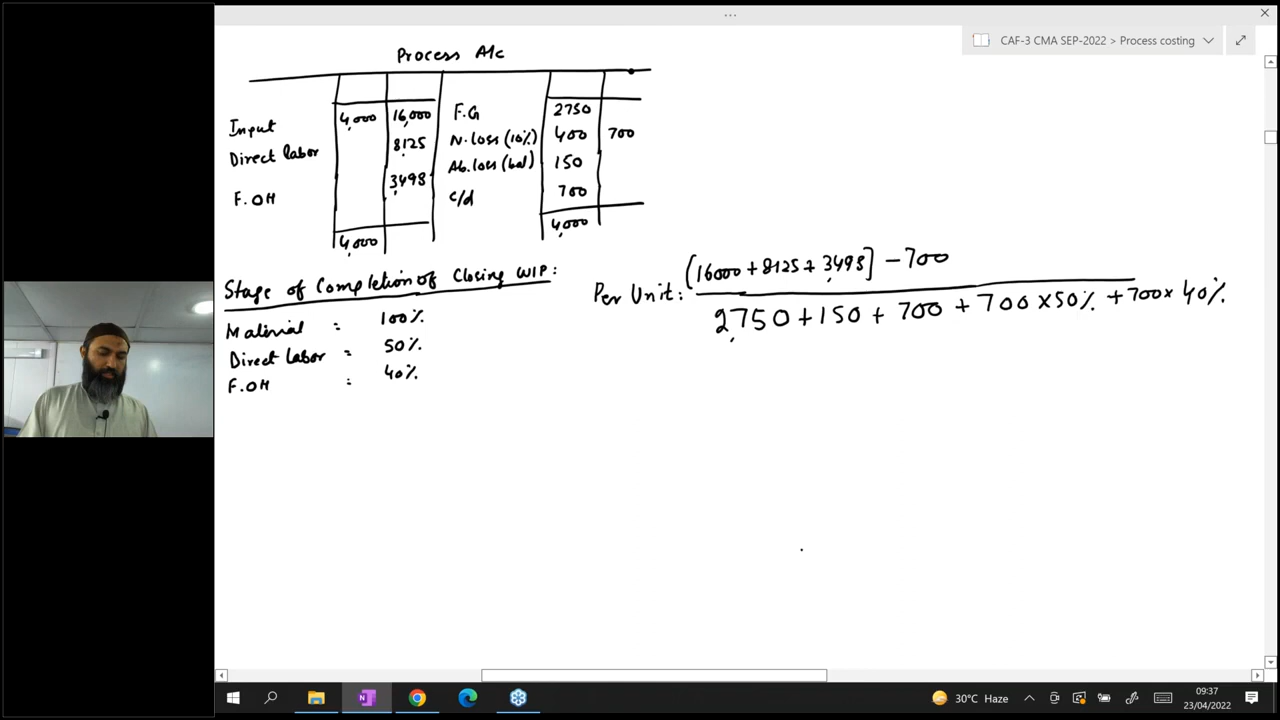 CAF-3 CMA SEP-2022 > Process costing
Process A/c
Input 4,000 16,000 F.G 2750
Direct labor 8125 N.loss (10%) 400 700
Ab.loss (bal) 150
F.OH 3498 c/d 700
4,000 4,000
Stage of Completion of Closing WIP:
Material : 100%
Direct labor : 50%
F.OH : 40%
Per Unit: (16000 + 8125 + 3498] - 700
2750 + 150 + 700 + 700 x 50% + 700 x 40%
30°C Haze
09:37
23/04/2022